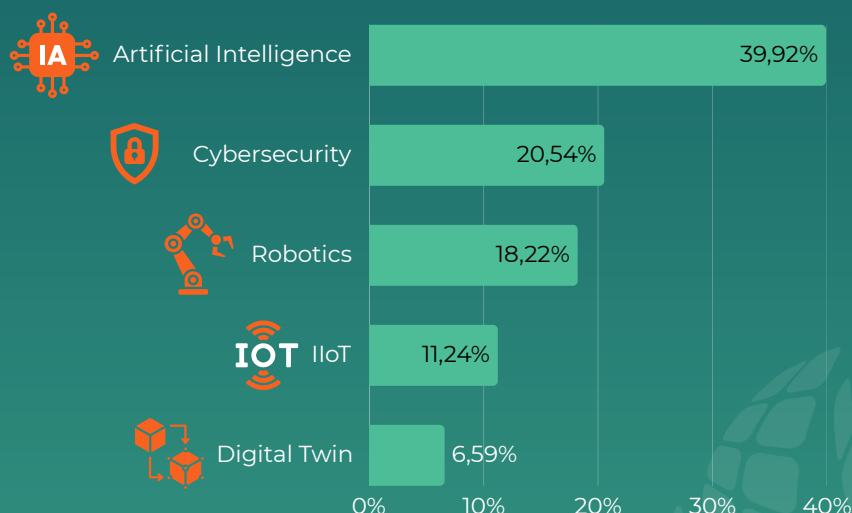 IA Artificial Intelligence 39,92%
Cybersecurity 20,54%
Robotics 18,22%
IOT IIoT 11,24%
Digital Twin 6,59%
0% 10% 20% 30% 40%